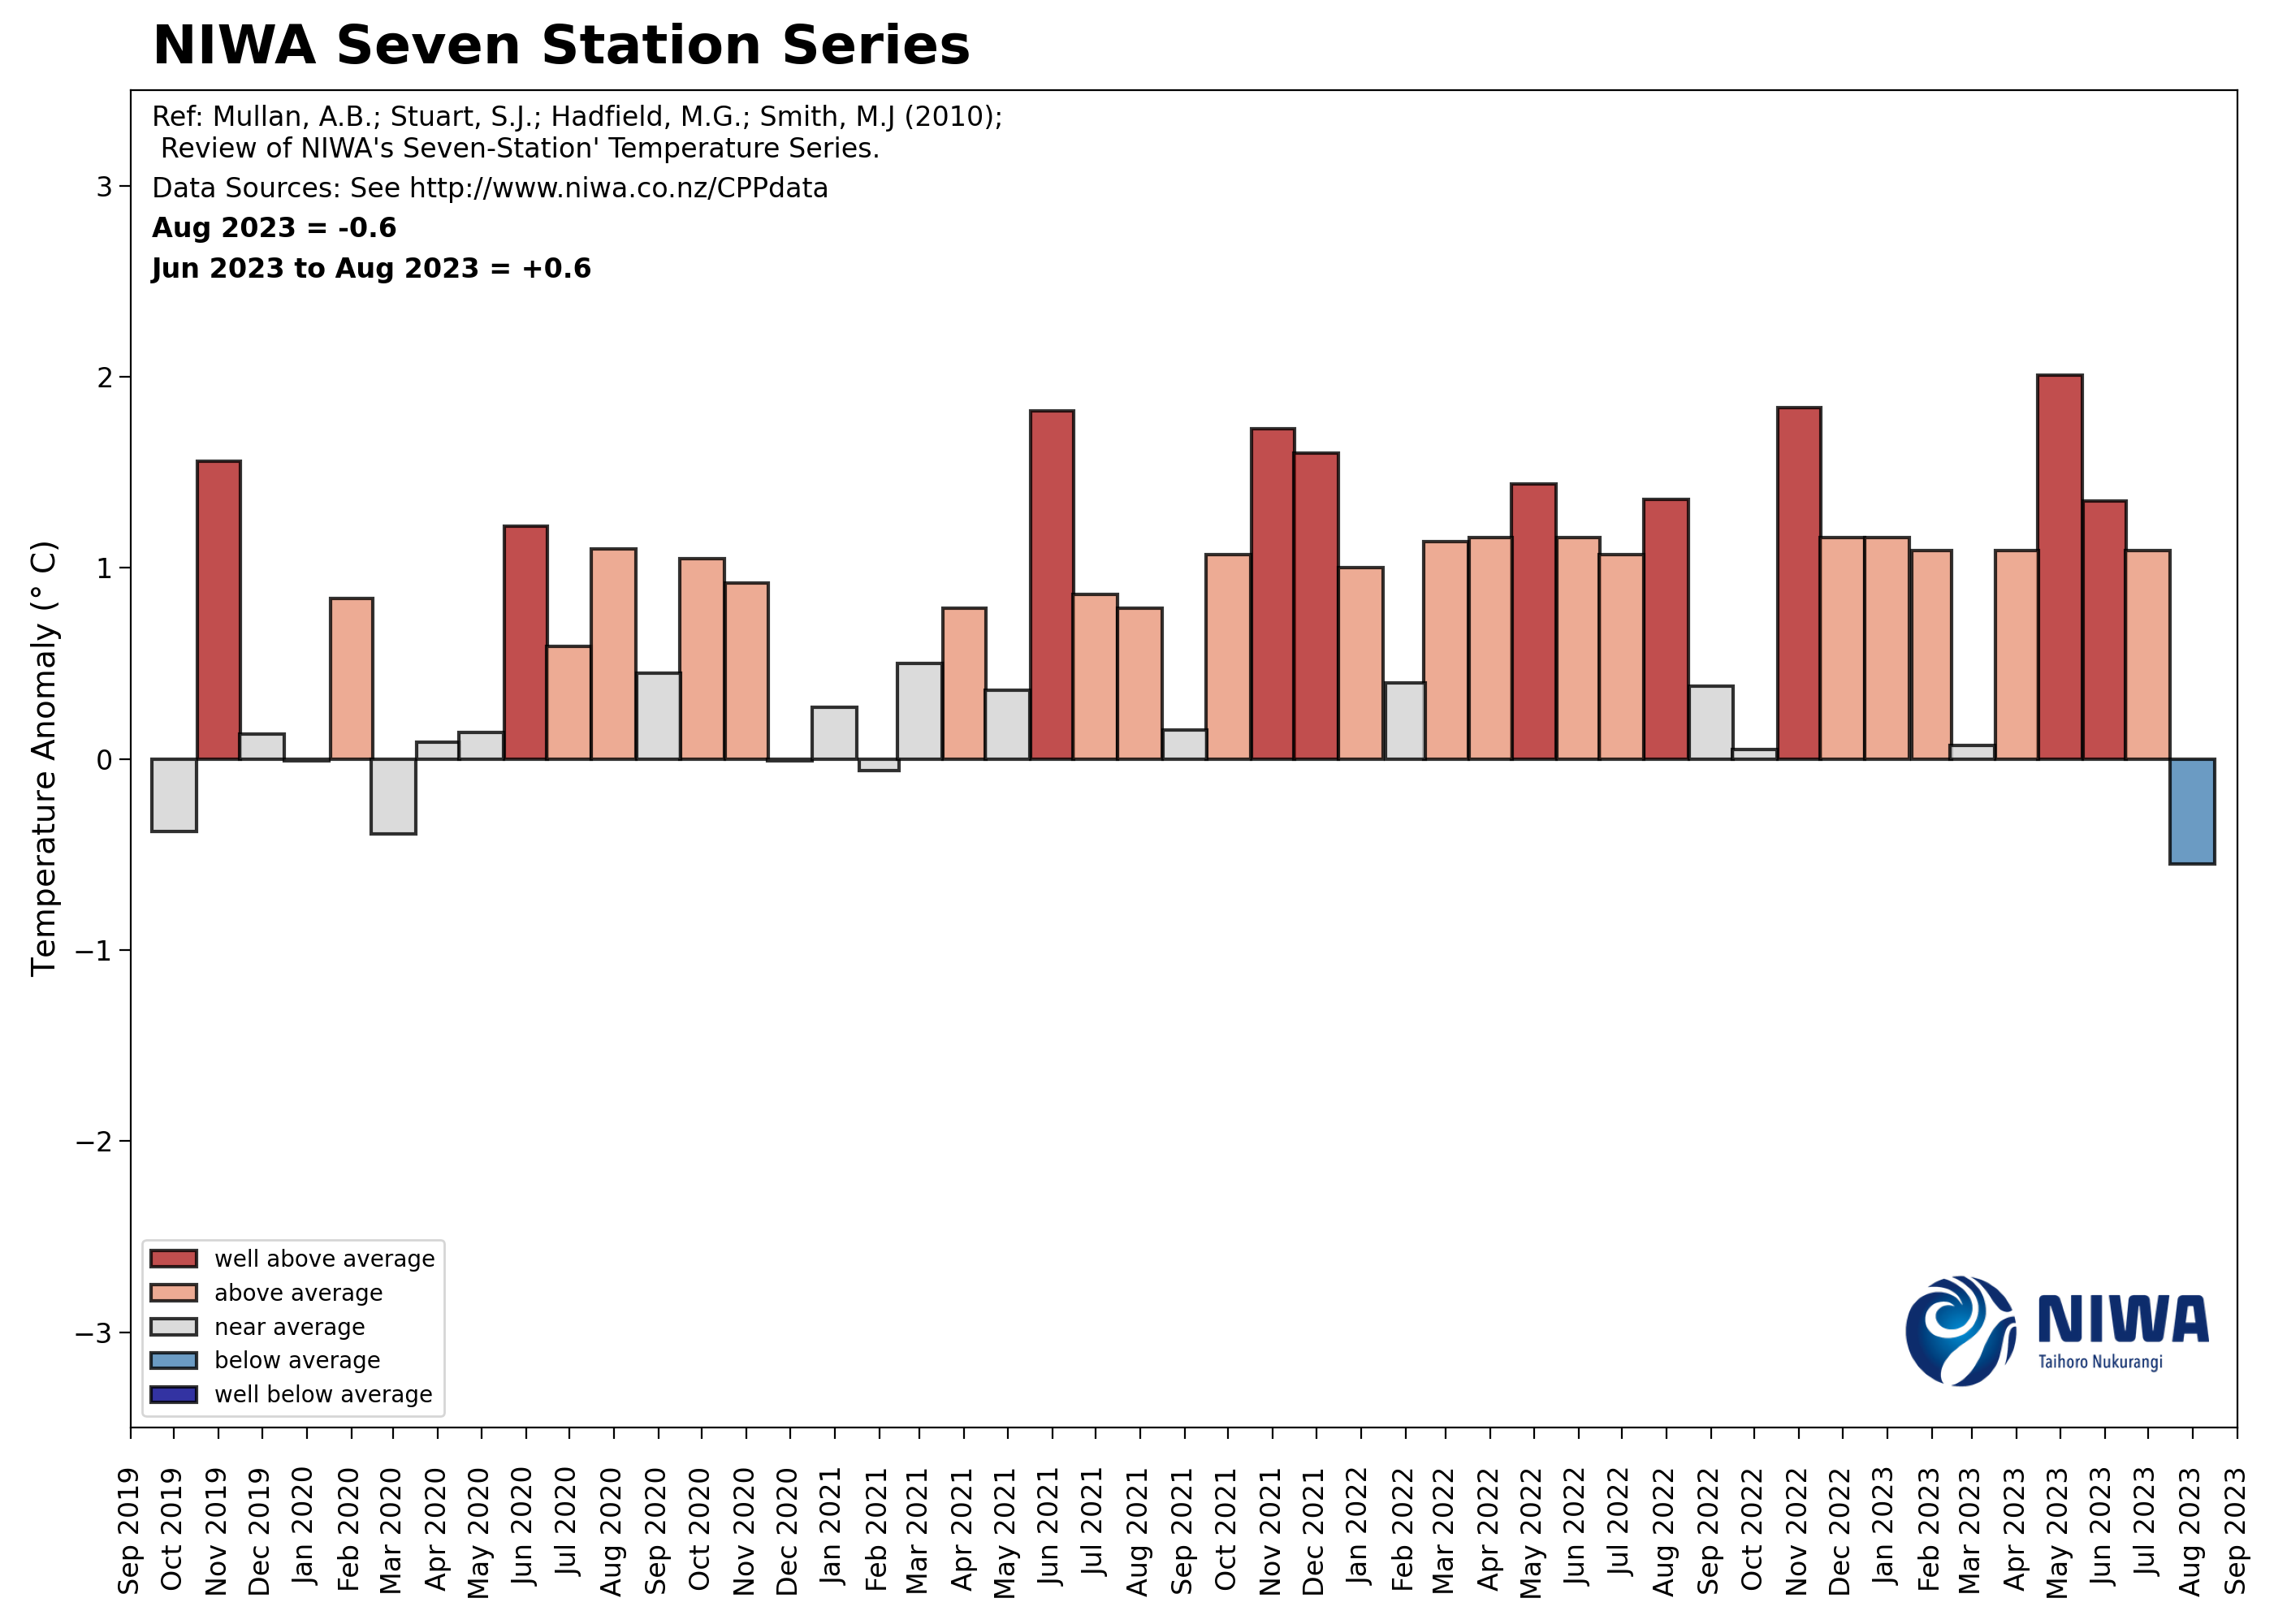 NIWA Seven Station Series
Ref: Mullan, A.B.; Stuart, S.J.; Hadfield, M.G.; Smith, M.J (2010);
Review of NIWA's Seven-Station' Temperature Series.
Data Sources: See http://www.niwa.co.nz/CPPdata
Aug 2023 = -0.6
Jun 2023 to Aug 2023 = +0.6
Temperature Anomaly (° C)
3
2
1
0
−1
−2
−3
well above average
above average
near average
below average
well below average
NIWA
Taihoro Nukurangi
Sep 2019
Oct 2019
Nov 2019
Dec 2019
Jan 2020
Feb 2020
Mar 2020
Apr 2020
May 2020
Jun 2020
Jul 2020
Aug 2020
Sep 2020
Oct 2020
Nov 2020
Dec 2020
Jan 2021
Feb 2021
Mar 2021
Apr 2021
May 2021
Jun 2021
Jul 2021
Aug 2021
Sep 2021
Oct 2021
Nov 2021
Dec 2021
Jan 2022
Feb 2022
Mar 2022
Apr 2022
May 2022
Jun 2022
Jul 2022
Aug 2022
Sep 2022
Oct 2022
Nov 2022
Dec 2022
Jan 2023
Feb 2023
Mar 2023
Apr 2023
May 2023
Jun 2023
Jul 2023
Aug 2023
Sep 2023